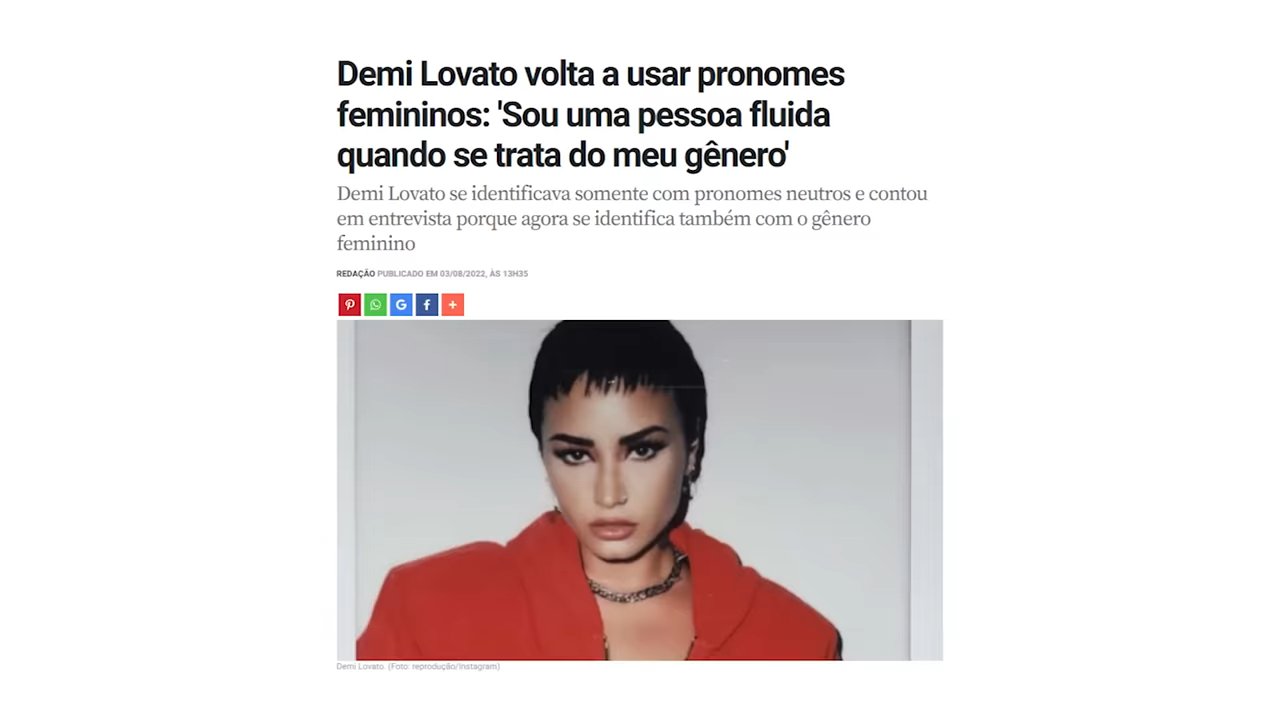 Demi Lovato volta a usar pronomes
femininos: 'Sou uma pessoa fluida
quando se trata do meu gênero'
Demi Lovato se identificava somente com pronomes neutros e contou
em entrevista porque agora se identifica também com o gênero
feminino
REDAÇÃO PUBLICADO EM 03/08/2022, ÀS 13H35
Demi Lovato. (Foto: reprodução/Instagram)